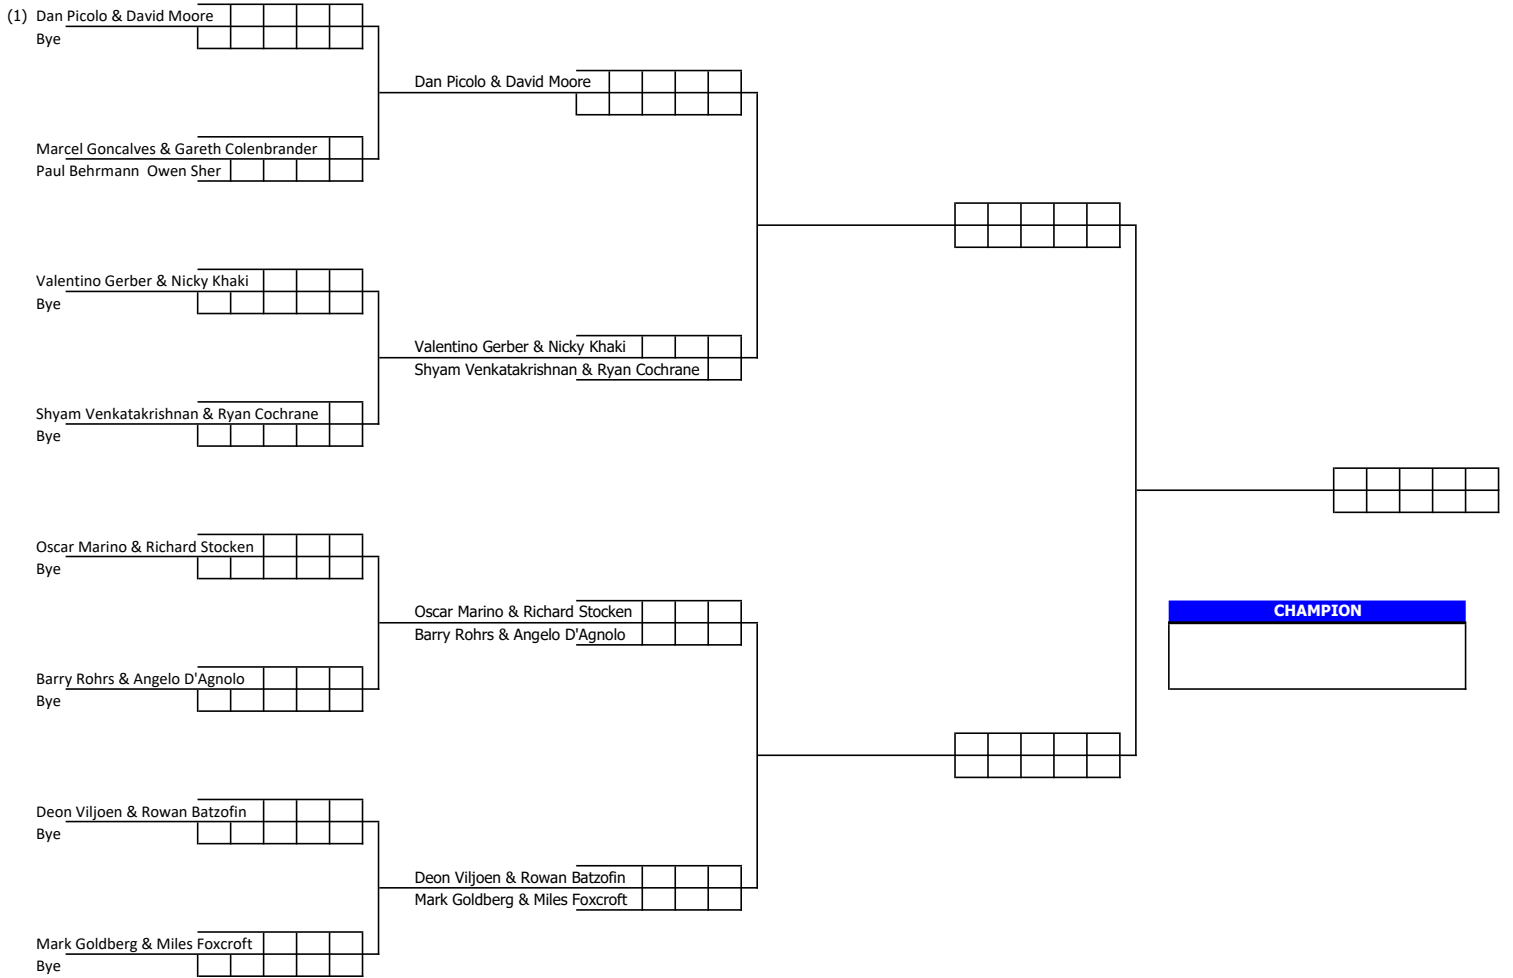 (1) Dan Picolo & David Moore
Bye
Marcel Goncalves & Gareth Colenbrander
Paul Behrmann  Owen Sher
Valentino Gerber & Nicky Khaki
Bye
Shyam Venkatakrishnan & Ryan Cochrane
Bye
Oscar Marino & Richard Stocken
Bye
Barry Rohrs & Angelo D'Agnolo
Bye
Deon Viljoen & Rowan Batzofin
Bye
Mark Goldberg & Miles Foxcroft
Bye
Dan Picolo & David Moore
Valentino Gerber & Nicky Khaki
Shyam Venkatakrishnan & Ryan Cochrane
Oscar Marino & Richard Stocken
Barry Rohrs & Angelo D'Agnolo
Deon Viljoen & Rowan Batzofin
Mark Goldberg & Miles Foxcroft
CHAMPION